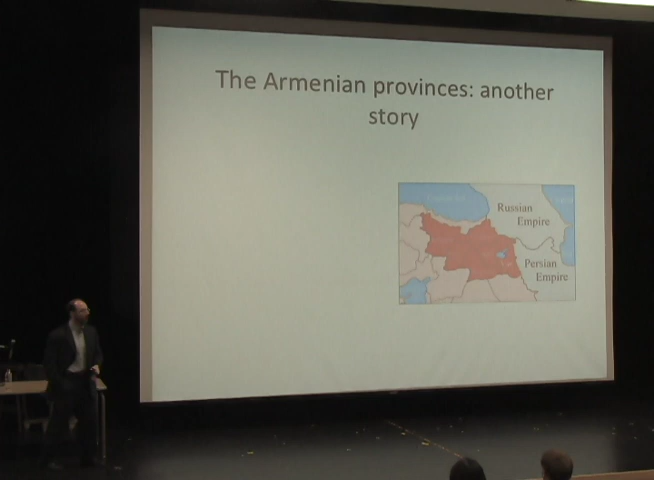 The Armenian provinces: another
story
Russian
Empire
Persian
Empire